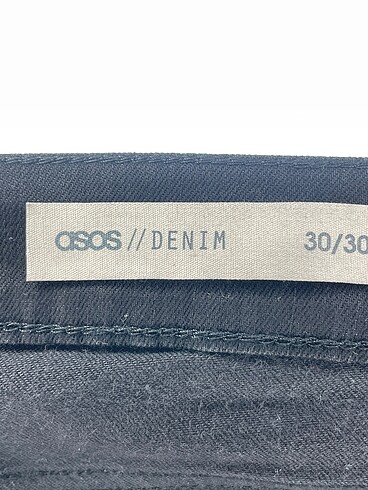 asos // DENIM 30/30